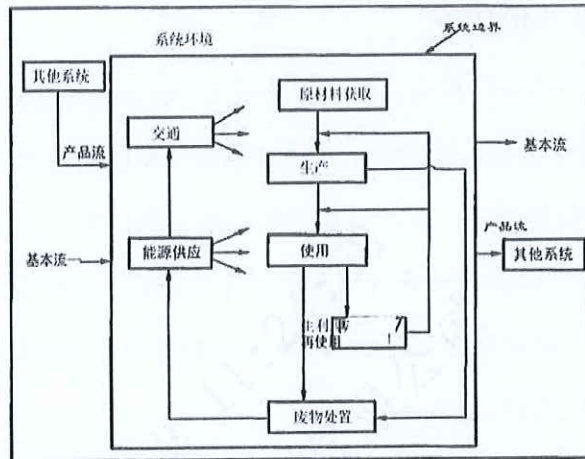 系统环境
系统边界
其他系统
原材料获取
交通
产品流
基本流
生产
产品流
能源供应
使用
基本流
其他系统
再使
废物处置